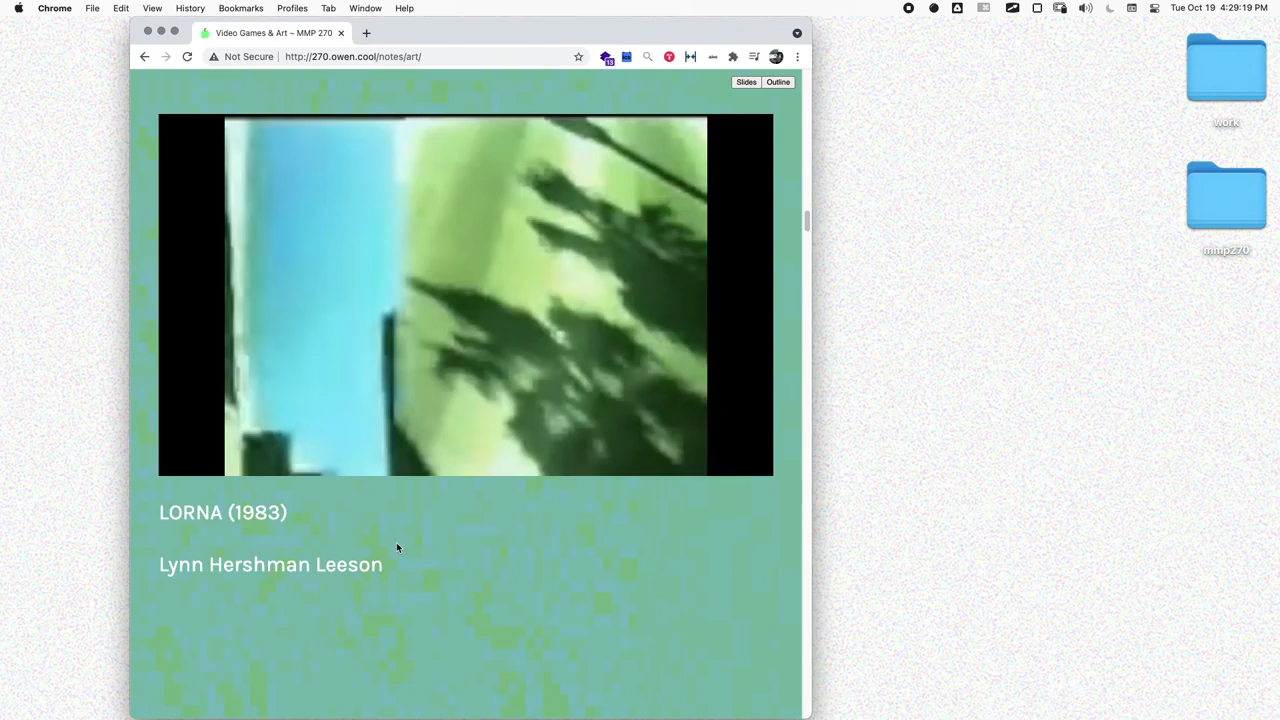 Chrome File Edit View History Bookmarks Profiles Tab Window Help Tue Oct 19 4:29:19 PM
Video Games & Art ~ MMP 270
Not Secure http://270.owen.cool/notes/art/
13
Slides Outline
work
mmp270
LORNA (1983)
Lynn Hershman Leeson